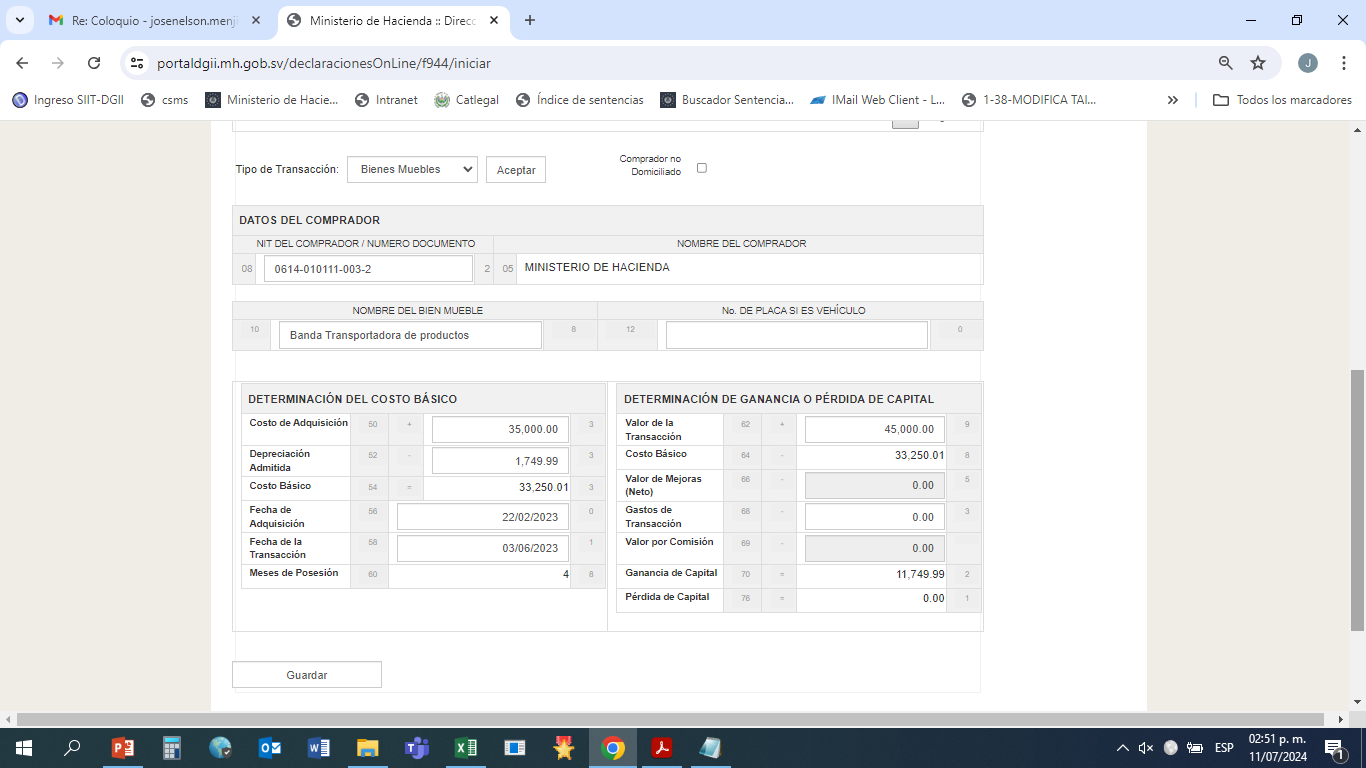 Re: Coloquio - josenelson.menj
Ministerio de Hacienda :: Direcc
portaldgii.mh.gob.sv/declaracionesOnLine/f944/iniciar
J
Ingreso SIIT-DGII
csms
Ministerio de Hacie...
Intranet
Catlegal
Índice de sentencias
Buscador Sentencia...
IMail Web Client - L...
1-38-MODIFICA TAI...
Todos los marcadores
Tipo de Transacción:
Bienes Muebles
Aceptar
Comprador no
Domiciliado
DATOS DEL COMPRADOR
NIT DEL COMPRADOR / NUMERO DOCUMENTO
NOMBRE DEL COMPRADOR
08 0614-010111-003-2 2 05 MINISTERIO DE HACIENDA
NOMBRE DEL BIEN MUEBLE
No. DE PLACA SI ES VEHÍCULO
10 Banda Transportadora de productos 8 12 0
DETERMINACIÓN DEL COSTO BÁSICO
Costo de Adquisición 50 + 35,000.00 3
Depreciación
Admitida 52 - 1,749.99 3
Costo Básico 54 = 33,250.01 3
Fecha de
Adquisición 56 22/02/2023 0
Fecha de la
Transacción 58 03/06/2023 1
Meses de Posesión 60 4 8
DETERMINACIÓN DE GANANCIA O PÉRDIDA DE CAPITAL
Valor de la
Transacción 62 + 45,000.00 9
Costo Básico 64 - 33,250.01 8
Valor de Mejoras
(Neto) 66 - 0.00 5
Gastos de
Transacción 68 - 0.00 3
Valor por Comisión 69 - 0.00
Ganancia de Capital 70 = 11,749.99 2
Pérdida de Capital 76 = 0.00 1
Guardar
ESP
02:51 p. m.
11/07/2024
1